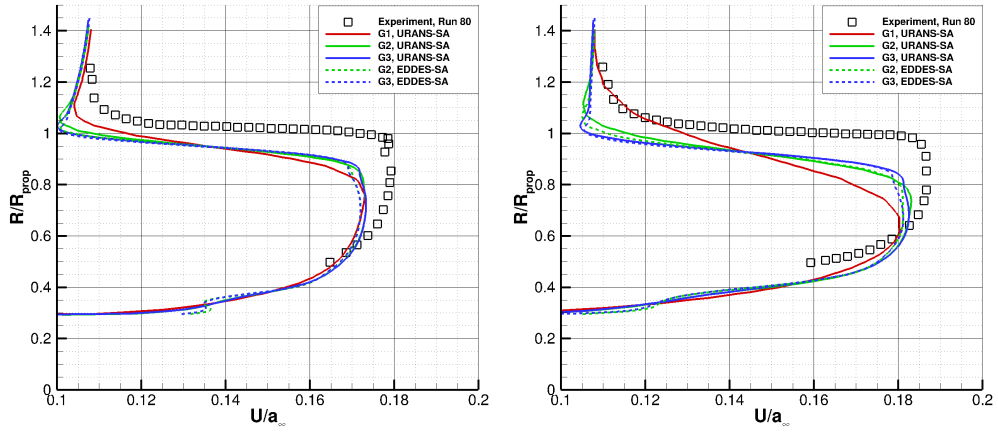 Experiment, Run 80
G1, URANS-SA
G2, URANS-SA
G3, URANS-SA
G2, EDDES-SA
G3, EDDES-SA
1.4
1.2
1
0.8
0.6
0.4
0.2
0
R/Rprop
0.1
0.12
0.14
0.16
0.18
0.2
U/a∞
Experiment, Run 80
G1, URANS-SA
G2, URANS-SA
G3, URANS-SA
G2, EDDES-SA
G3, EDDES-SA
1.4
1.2
1
0.8
0.6
0.4
0.2
0
R/Rprop
0.1
0.12
0.14
0.16
0.18
0.2
U/a∞